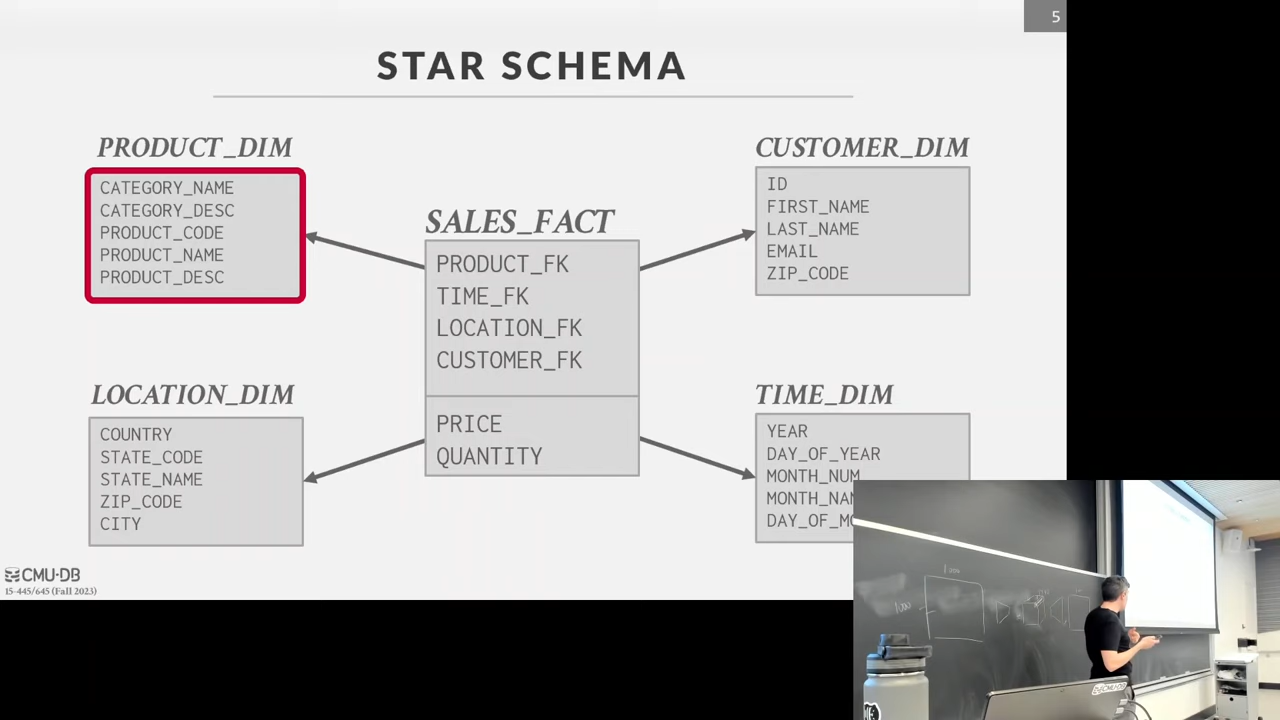 5
STAR SCHEMA
PRODUCT_DIM
CATEGORY_NAME
CATEGORY_DESC
PRODUCT_CODE
PRODUCT_NAME
PRODUCT_DESC
SALES_FACT
PRODUCT_FK
TIME_FK
LOCATION_FK
CUSTOMER_FK
PRICE
QUANTITY
CUSTOMER_DIM
ID
FIRST_NAME
LAST_NAME
EMAIL
ZIP_CODE
LOCATION_DIM
COUNTRY
STATE_CODE
STATE_NAME
ZIP_CODE
CITY
TIME_DIM
YEAR
DAY_OF_YEAR
MONTH_NUM
CMU·DB
15-445/645 (Fall 2023)
CMU·DB